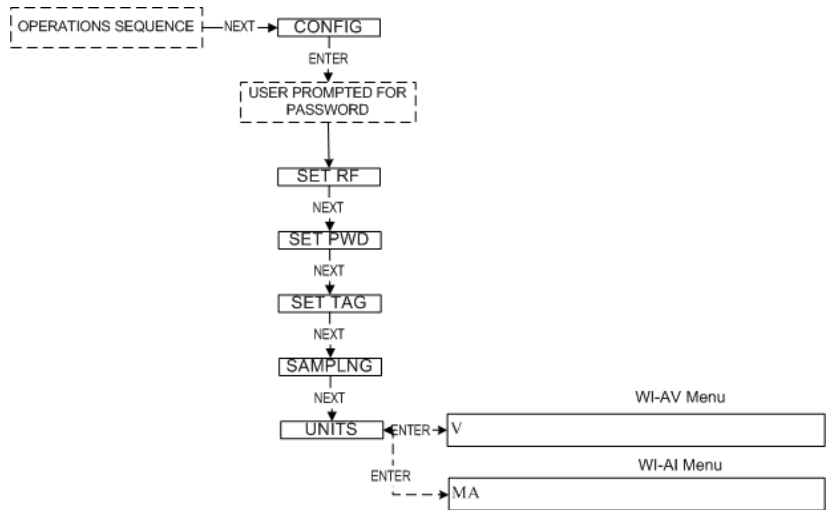 OPERATIONS SEQUENCE
NEXT
CONFIG
ENTER
USER PROMPTED FOR
PASSWORD
SET RF
NEXT
SET PWD
NEXT
SET TAG
NEXT
SAMPLNG
NEXT
WI-AV Menu
UNITS
ENTER
V
WI-AI Menu
ENTER
MA